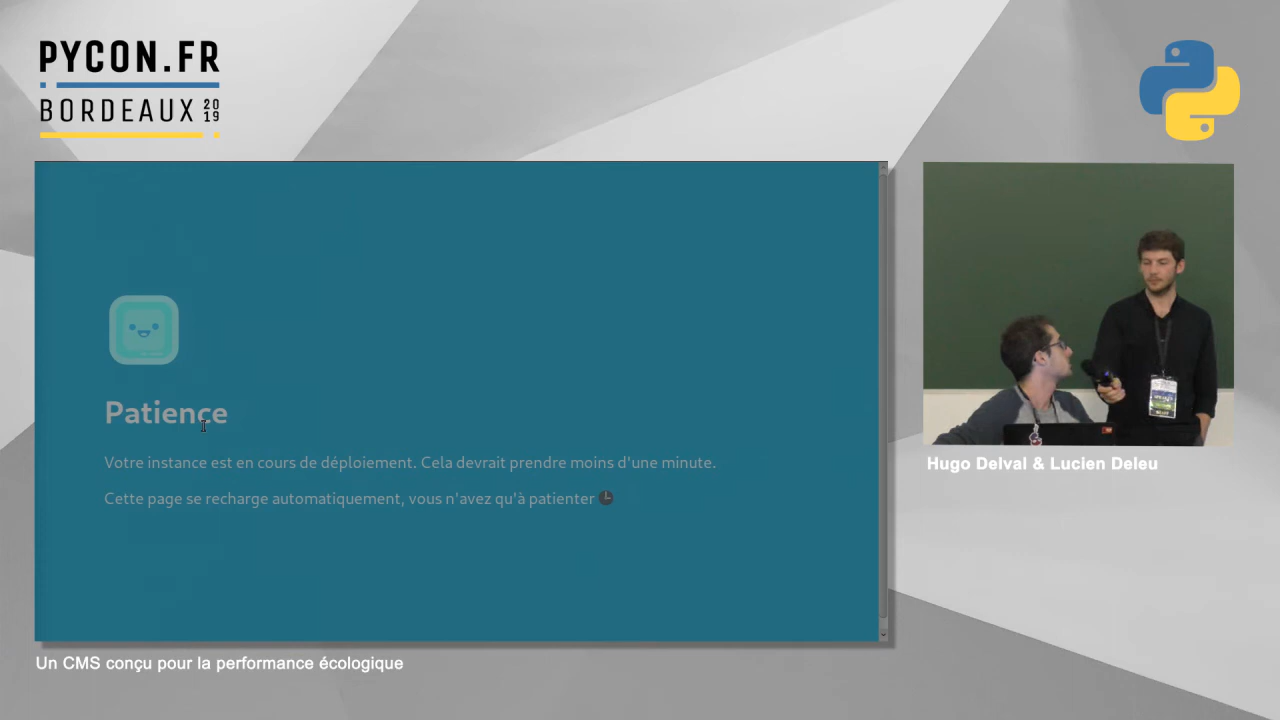 PYCON.FR
BORDEAUX 20 19
Patience
Votre instance est en cours de déploiement. Cela devrait prendre moins d'une minute.
Cette page se recharge automatiquement, vous n'avez qu'à patienter
Hugo Delval & Lucien Deleu
Un CMS conçu pour la performance écologique